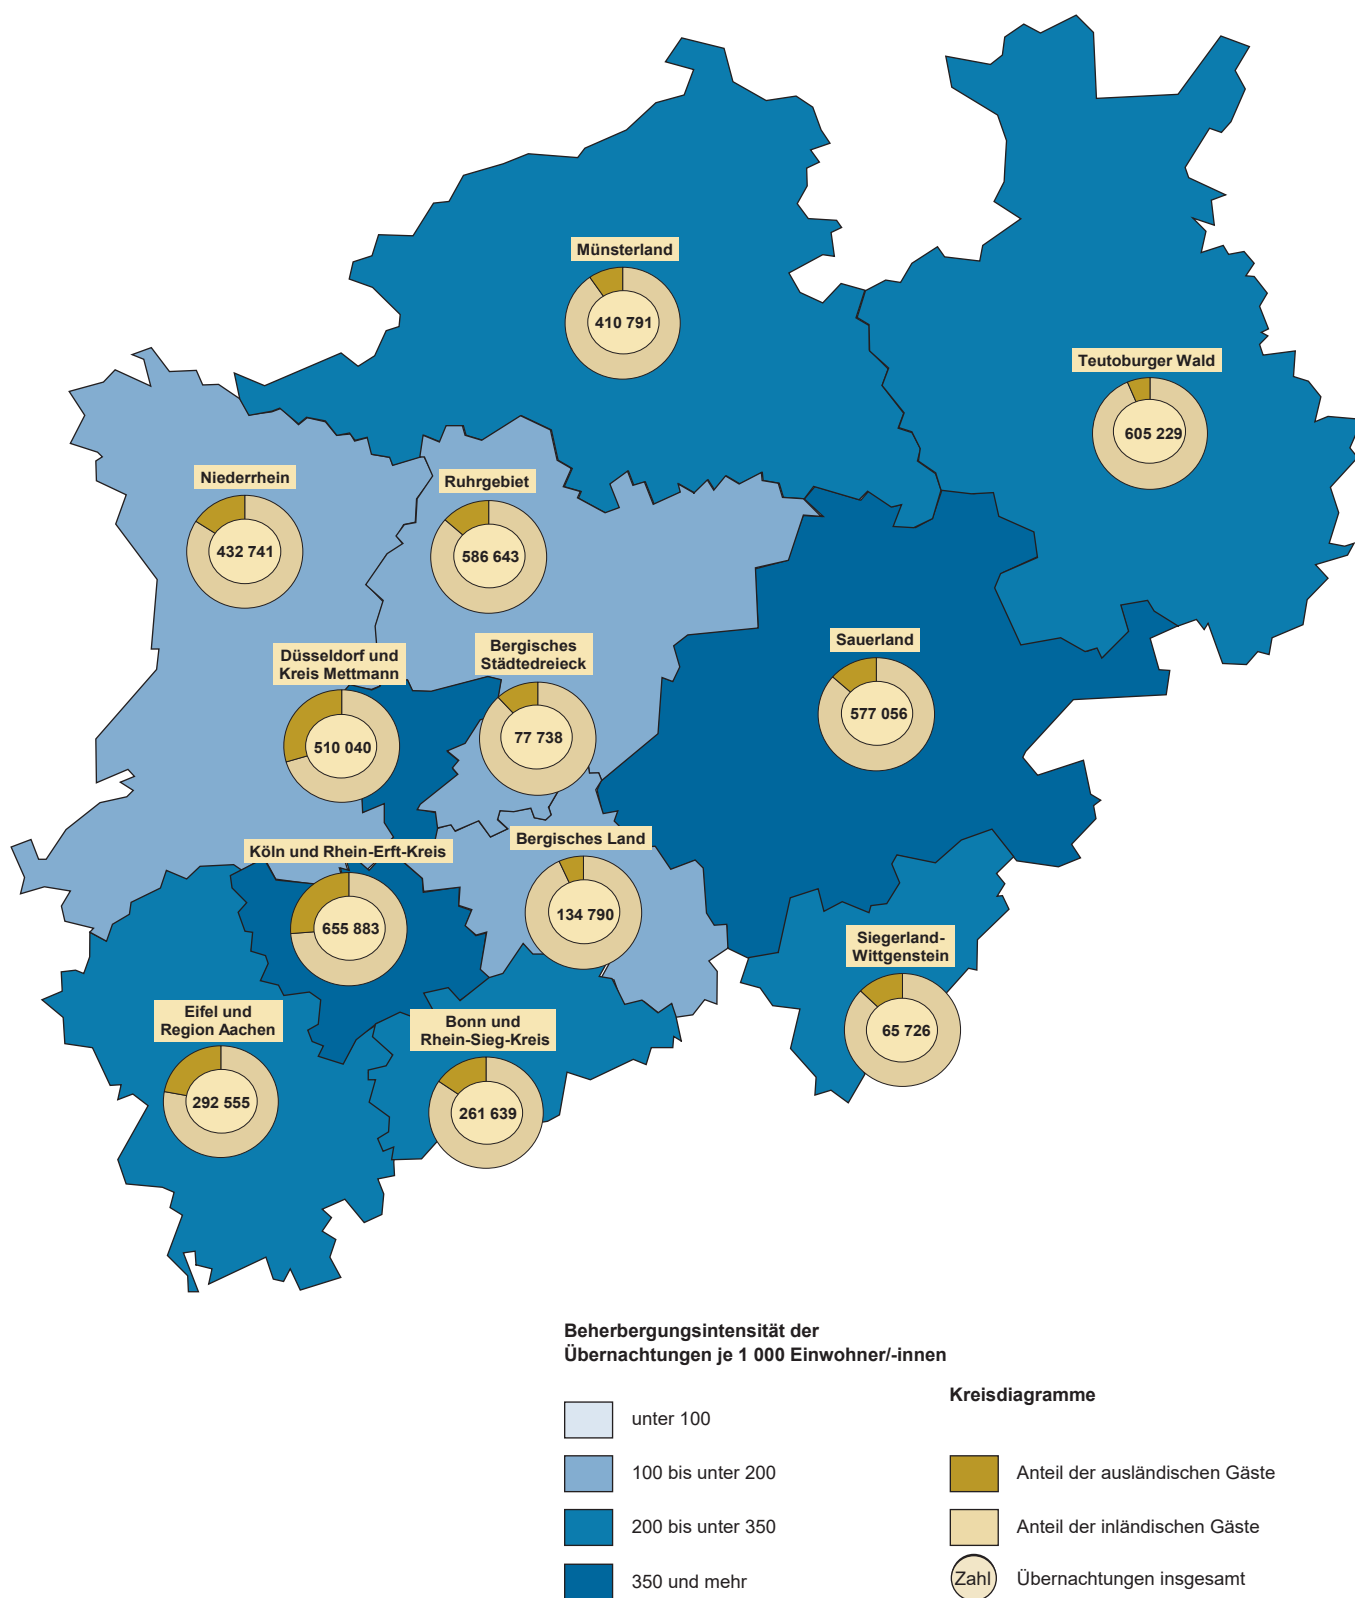 Münsterland
410 791
Teutoburger Wald
605 229
Niederrhein
432 741
Ruhrgebiet
586 643
Sauerland
577 056
Düsseldorf und
Kreis Mettmann
510 040
Bergisches
Städtedreieck
77 738
Köln und Rhein-Erft-Kreis
655 883
Bergisches Land
134 790
Siegerland-
Wittgenstein
65 726
Eifel und
Region Aachen
292 555
Bonn und
Rhein-Sieg-Kreis
261 639
Beherbergungsintensität der
Übernachtungen je 1 000 Einwohner/-innen
unter 100
100 bis unter 200
200 bis unter 350
350 und mehr
Kreisdiagramme
Anteil der ausländischen Gäste
Anteil der inländischen Gäste
Zahl Übernachtungen insgesamt